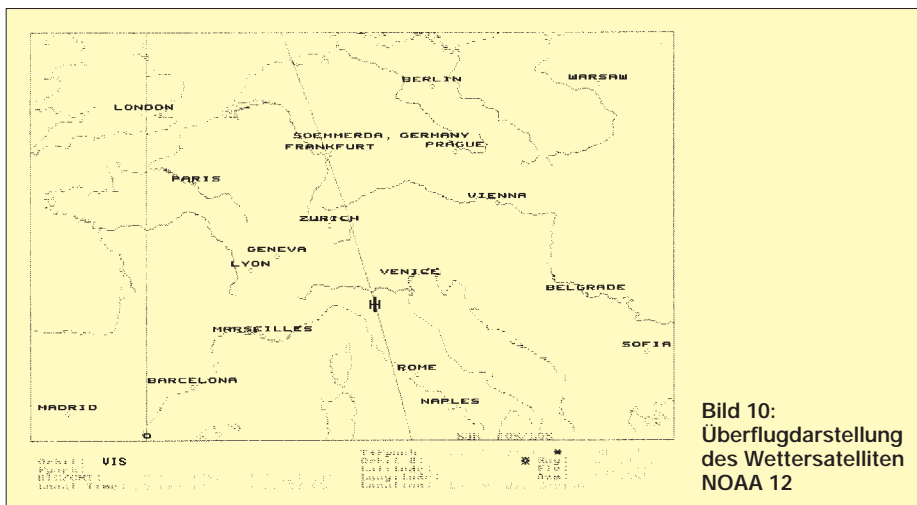 BERLIN
WARSAW
LONDON
SOEMMERDA, GERMANY
FRANKFURT PRAGUE
PARIS
VIENNA
ZURICH
GENEVA
LYON
VENICE
BELGRADE
MARSEILLES
SOFIA
ROME
BARCELONA
NAPLES
MADRID
0
VIS
Bild 10:
Überflugdarstellung
des Wettersatelliten
NOAA 12